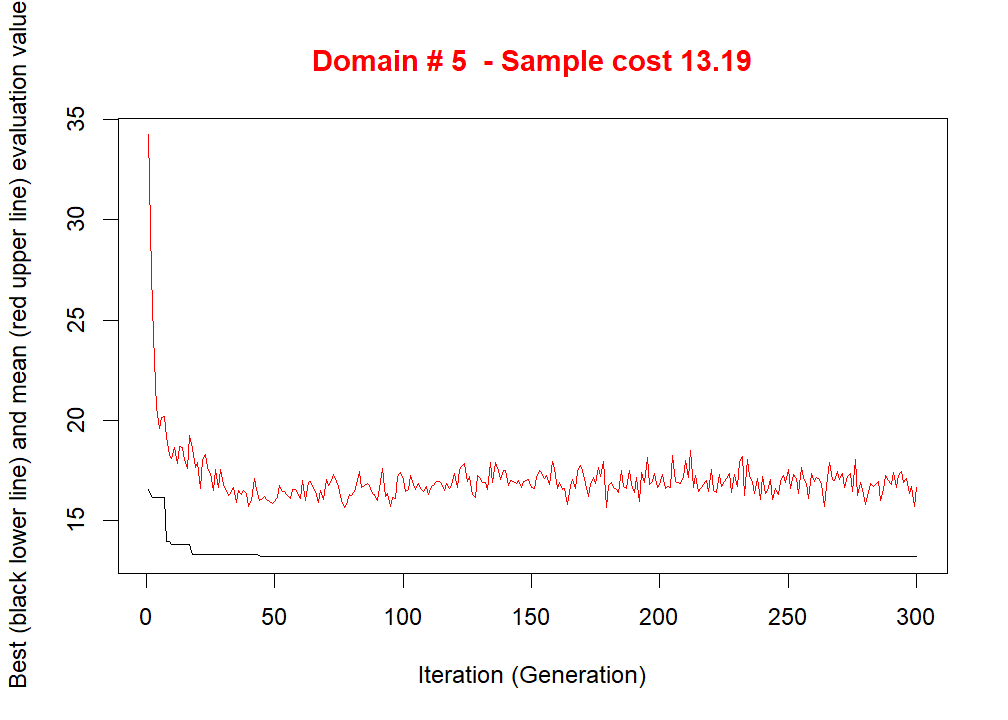 Domain # 5  - Sample cost 13.19
Best (black lower line) and mean (red upper line) evaluation value
35
30
25
20
15
0 50 100 150 200 250 300
Iteration (Generation)